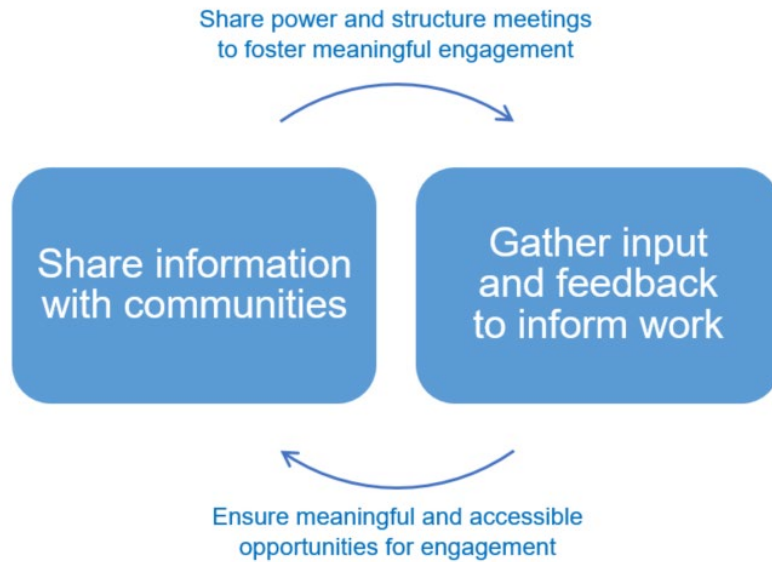 Share power and structure meetings
to foster meaningful engagement
Share information
with communities
Gather input
and feedback
to inform work
Ensure meaningful and accessible
opportunities for engagement